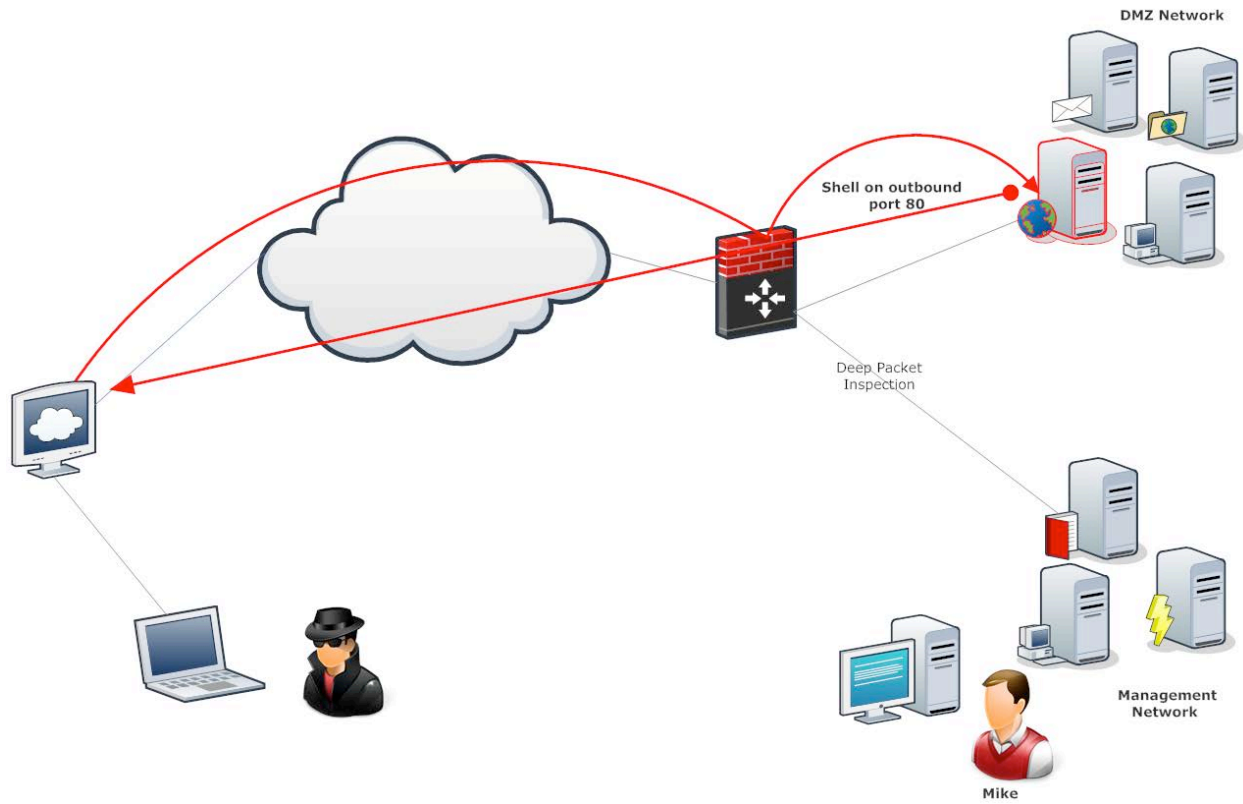 DMZ Network
Shell on outbound
port 80
Deep Packet
Inspection
Management
Network
Mike